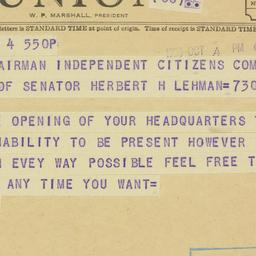 UNION
W. P. MARSHALL, PRESIDENT
letters is STANDARD TIME at point of origin. Time of receipt is STANDARD TIME
4 550P
OCT 4 PM
AIRMAN INDEPENDENT CITIZENS COM
OF SENATOR HERBERT H LEHMAN=730
E OPENING OF YOUR HEADQUARTERS
NABILITY TO BE PRESENT HOWEVER
N EVEY WAY POSSIBLE FEEL FREE T
ANY TIME YOU WANT=